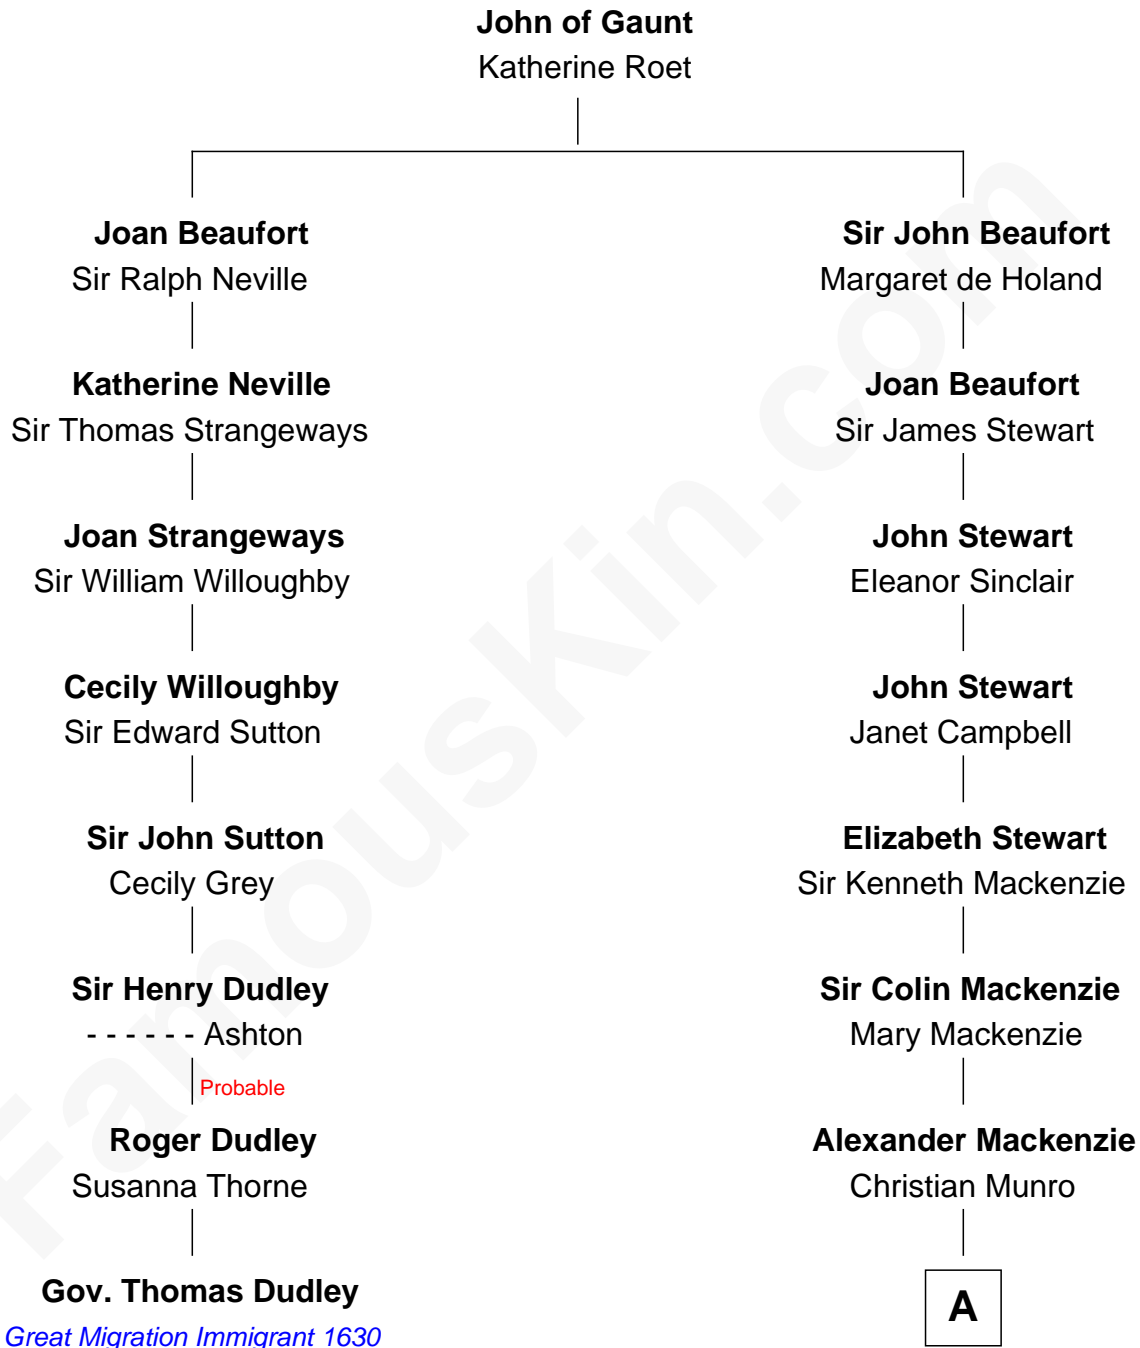 John of Gaunt
Katherine Roet
Joan Beaufort
Sir Ralph Neville
Katherine Neville
Sir Thomas Strangeways
Joan Strangeways
Sir William Willoughby
Cecily Willoughby
Sir Edward Sutton
Sir John Sutton
Cecily Grey
Sir Henry Dudley
- - - - - - Ashton
Probable
Roger Dudley
Susanna Thorne
Gov. Thomas Dudley
Great Migration Immigrant 1630
Sir John Beaufort
Margaret de Holand
Joan Beaufort
Sir James Stewart
John Stewart
Eleanor Sinclair
John Stewart
Janet Campbell
Elizabeth Stewart
Sir Kenneth Mackenzie
Sir Colin Mackenzie
Mary Mackenzie
Alexander Mackenzie
Christian Munro
A
FamousKin.com